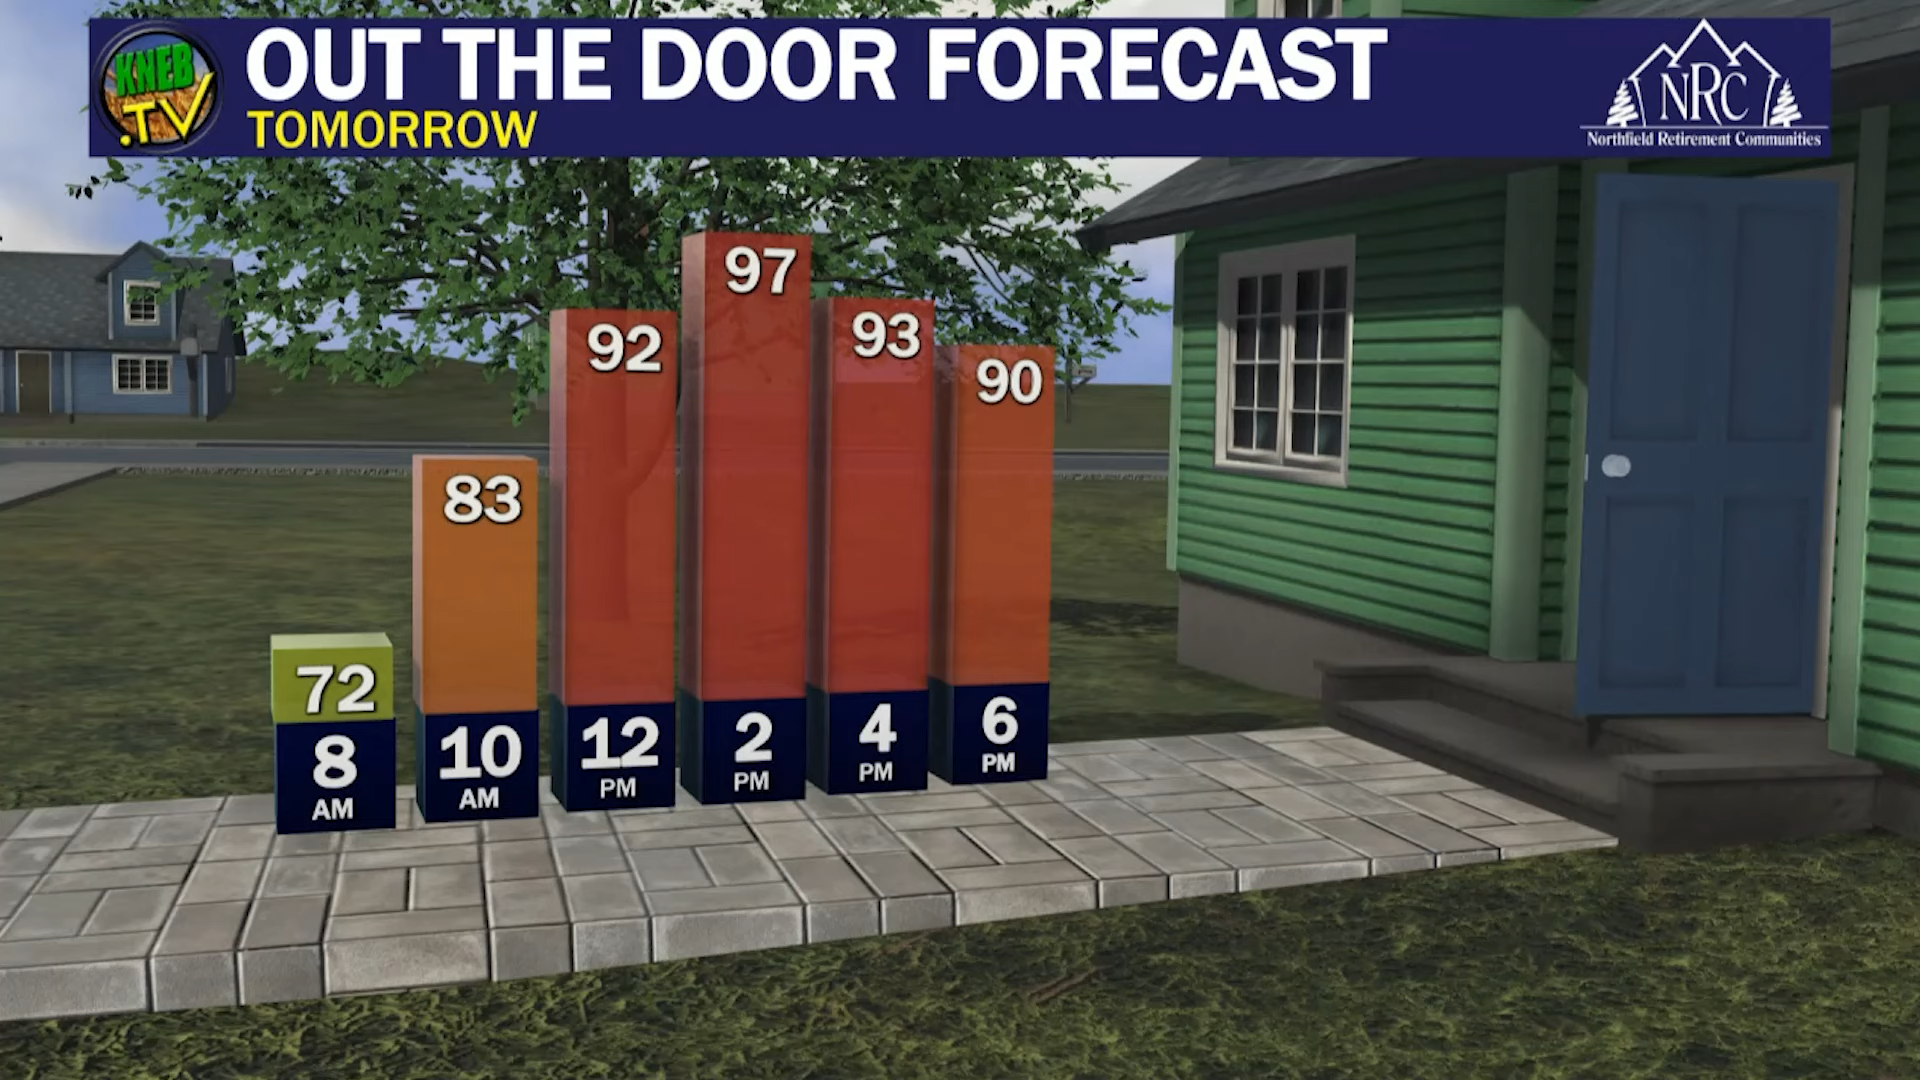 KNEB
.TV
OUT THE DOOR FORECAST
TOMORROW
NRC
Northfield Retirement Communities
72
83
92
97
93
90
8
AM
10
AM
12
PM
2
PM
4
PM
6
PM